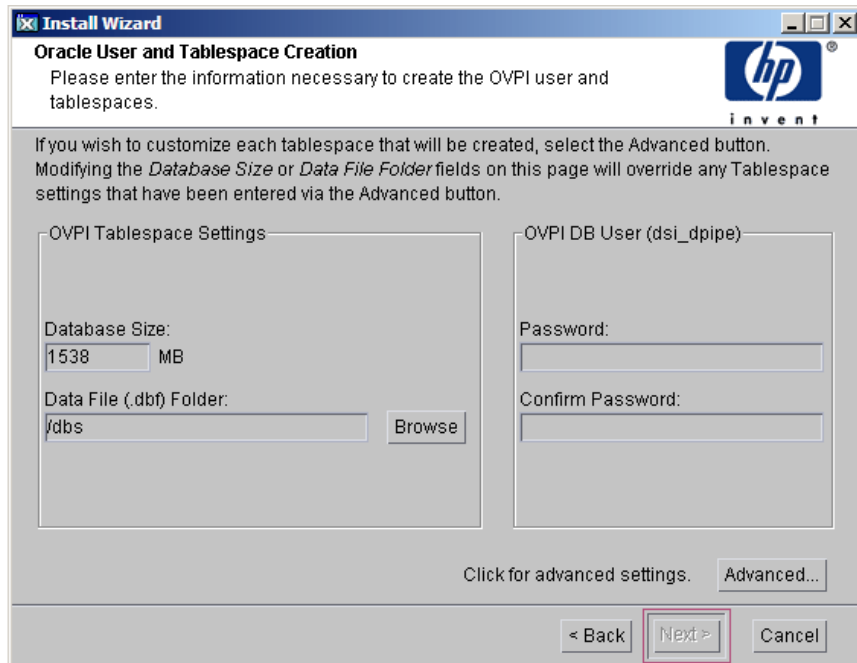 Install Wizard
Oracle User and Tablespace Creation
Please enter the information necessary to create the OVPI user and
tablespaces.
hp
®
invent
If you wish to customize each tablespace that will be created, select the Advanced button.
Modifying the Database Size or Data File Folder fields on this page will override any Tablespace
settings that have been entered via the Advanced button.
OVPI Tablespace Settings
Database Size:
1538 MB
Data File (.dbf) Folder:
/dbs Browse
OVPI DB User (dsi_dpipe)
Password:
Confirm Password:
Click for advanced settings. Advanced...
< Back Next > Cancel